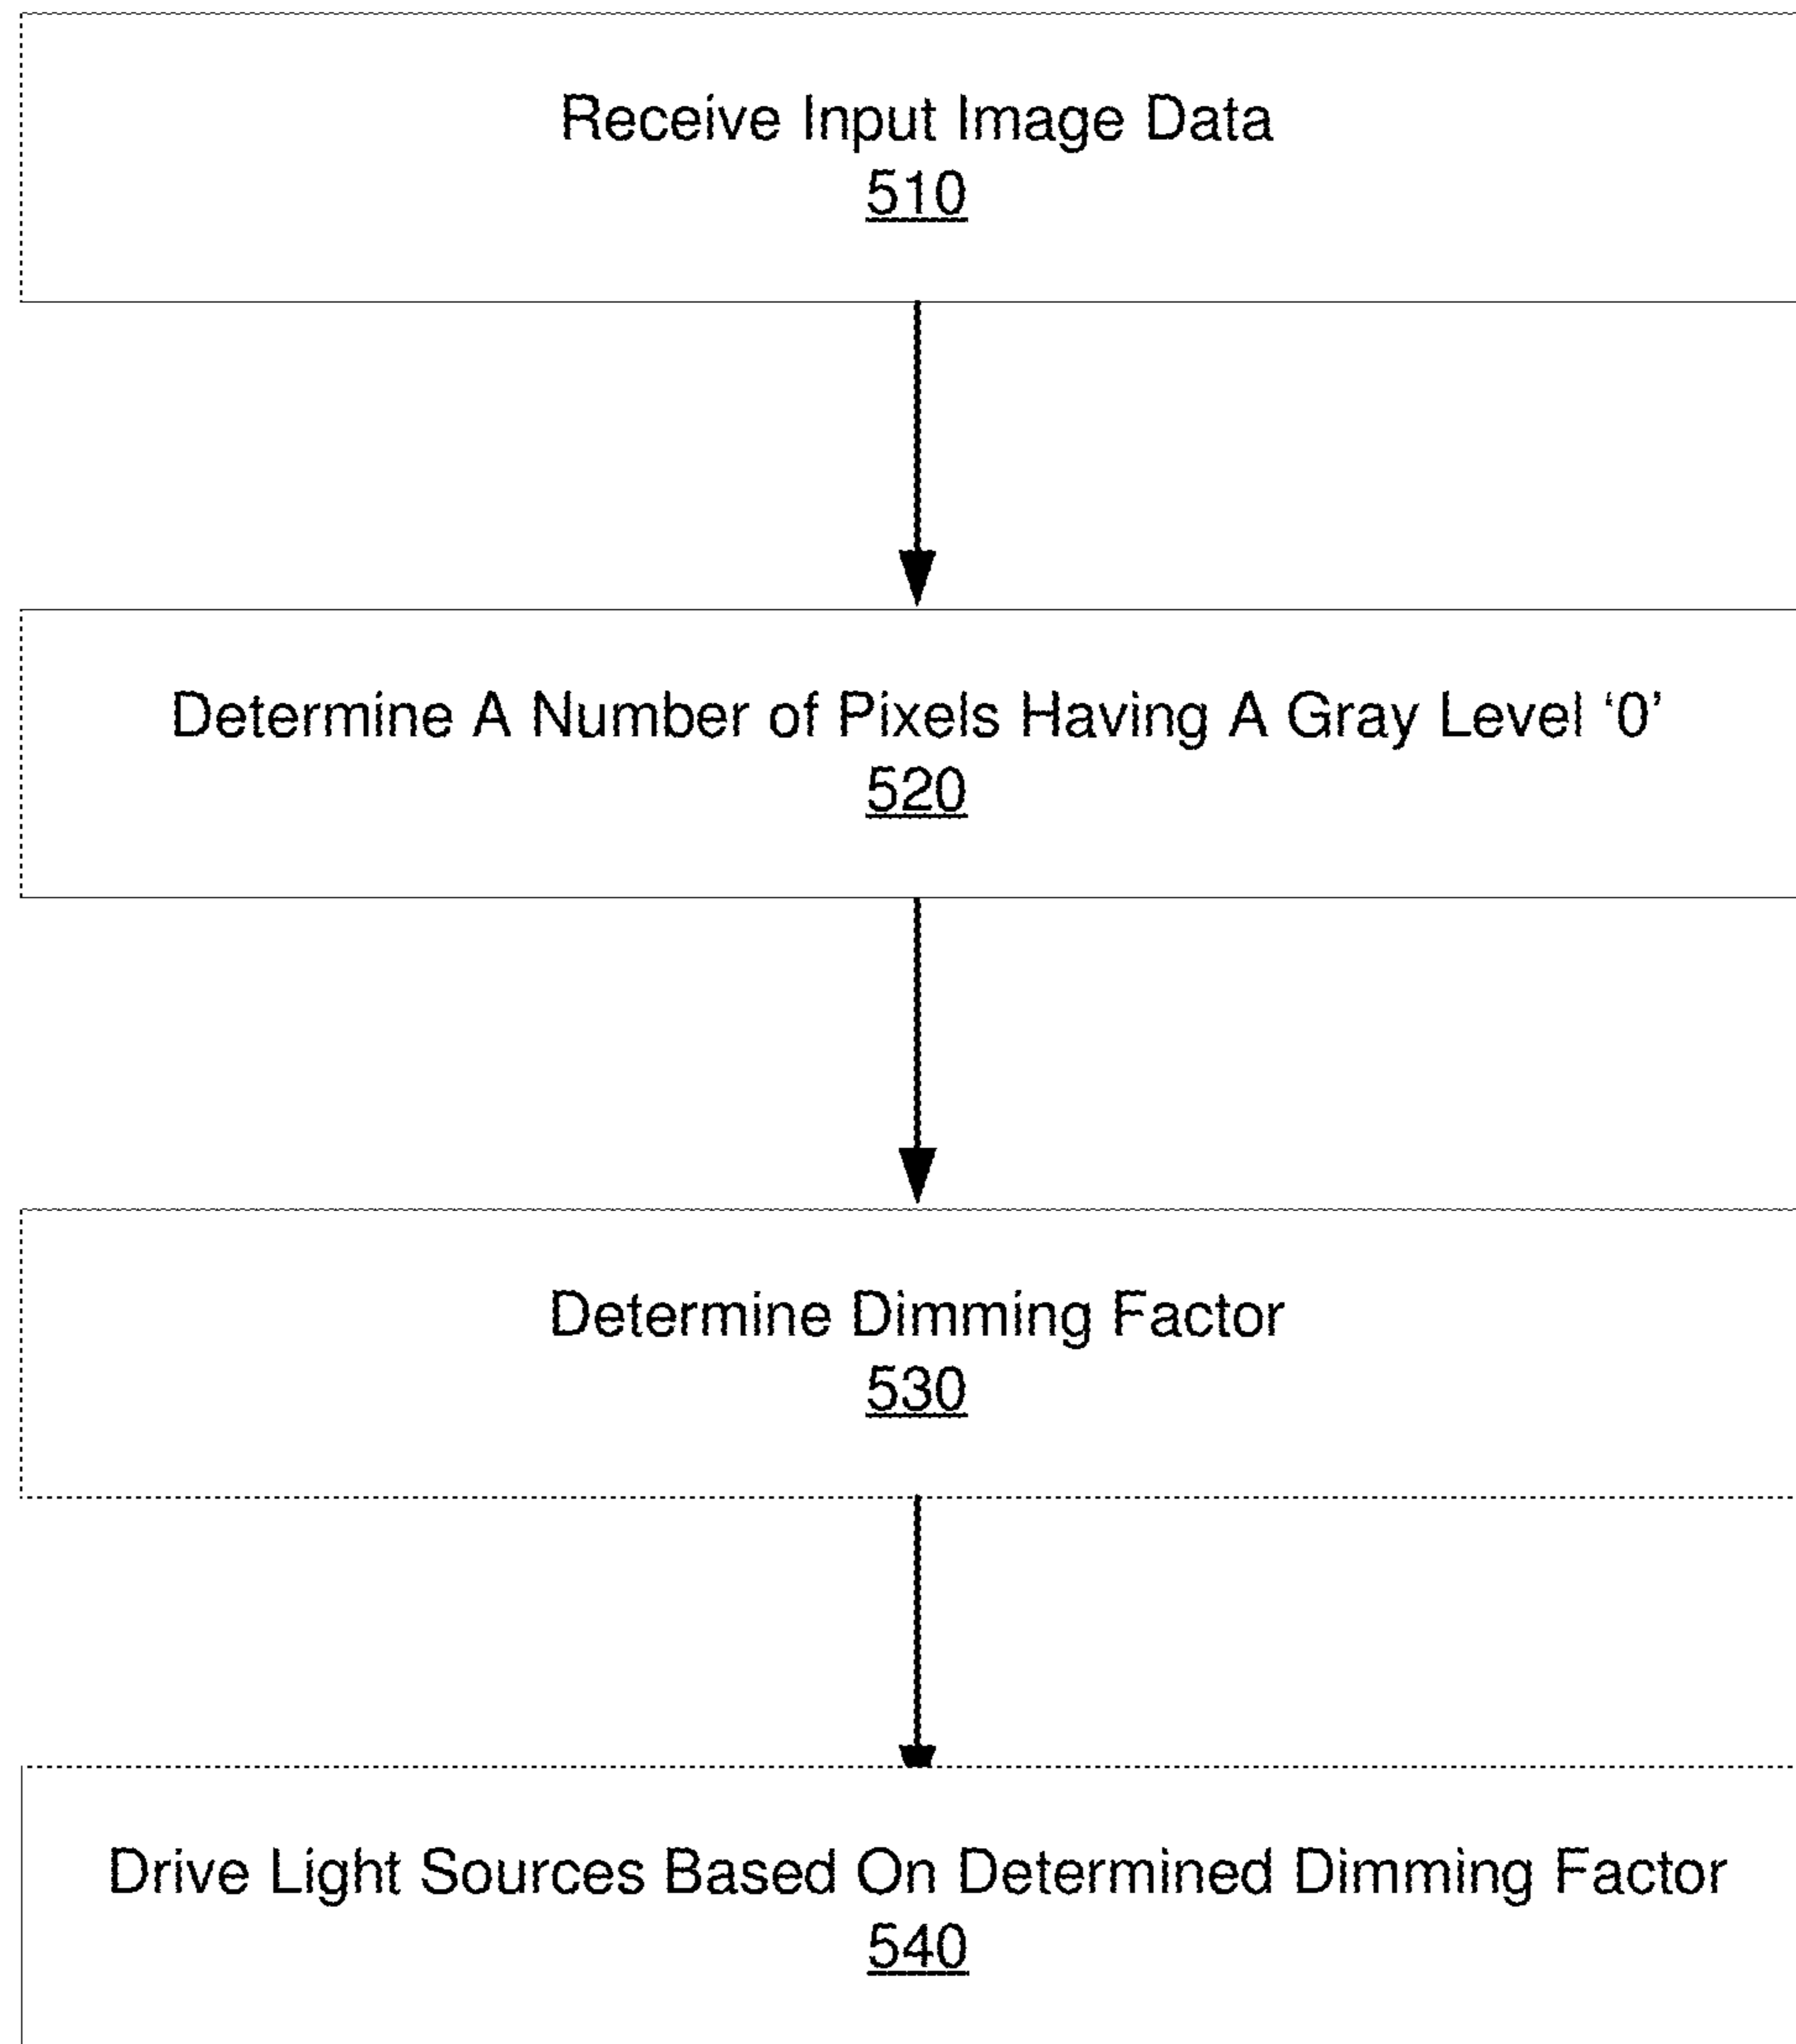 Receive Input Image Data
510
Determine A Number of Pixels Having A Gray Level ‘0’
520
Determine Dimming Factor
530
Drive Light Sources Based On Determined Dimming Factor
540